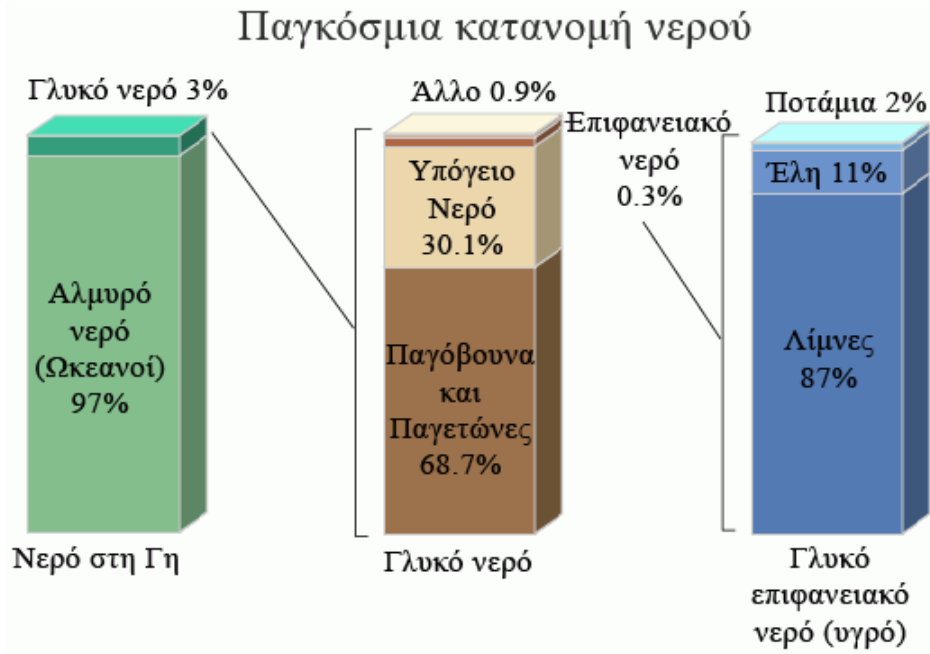 Παγκόσμια κατανομή νερού
Γλυκό νερό 3%
Αλμυρό
νερό
(Ωκεανοί)
97%
Νερό στη Γη
Άλλο 0.9%
Επιφανειακό
νερό
0.3%
Υπόγειο
Νερό
30.1%
Παγόβουνα
και
Παγετώνες
68.7%
Γλυκό νερό
Ποτάμια 2%
Έλη 11%
Λίμνες
87%
Γλυκό
επιφανειακό
νερό (υγρό)